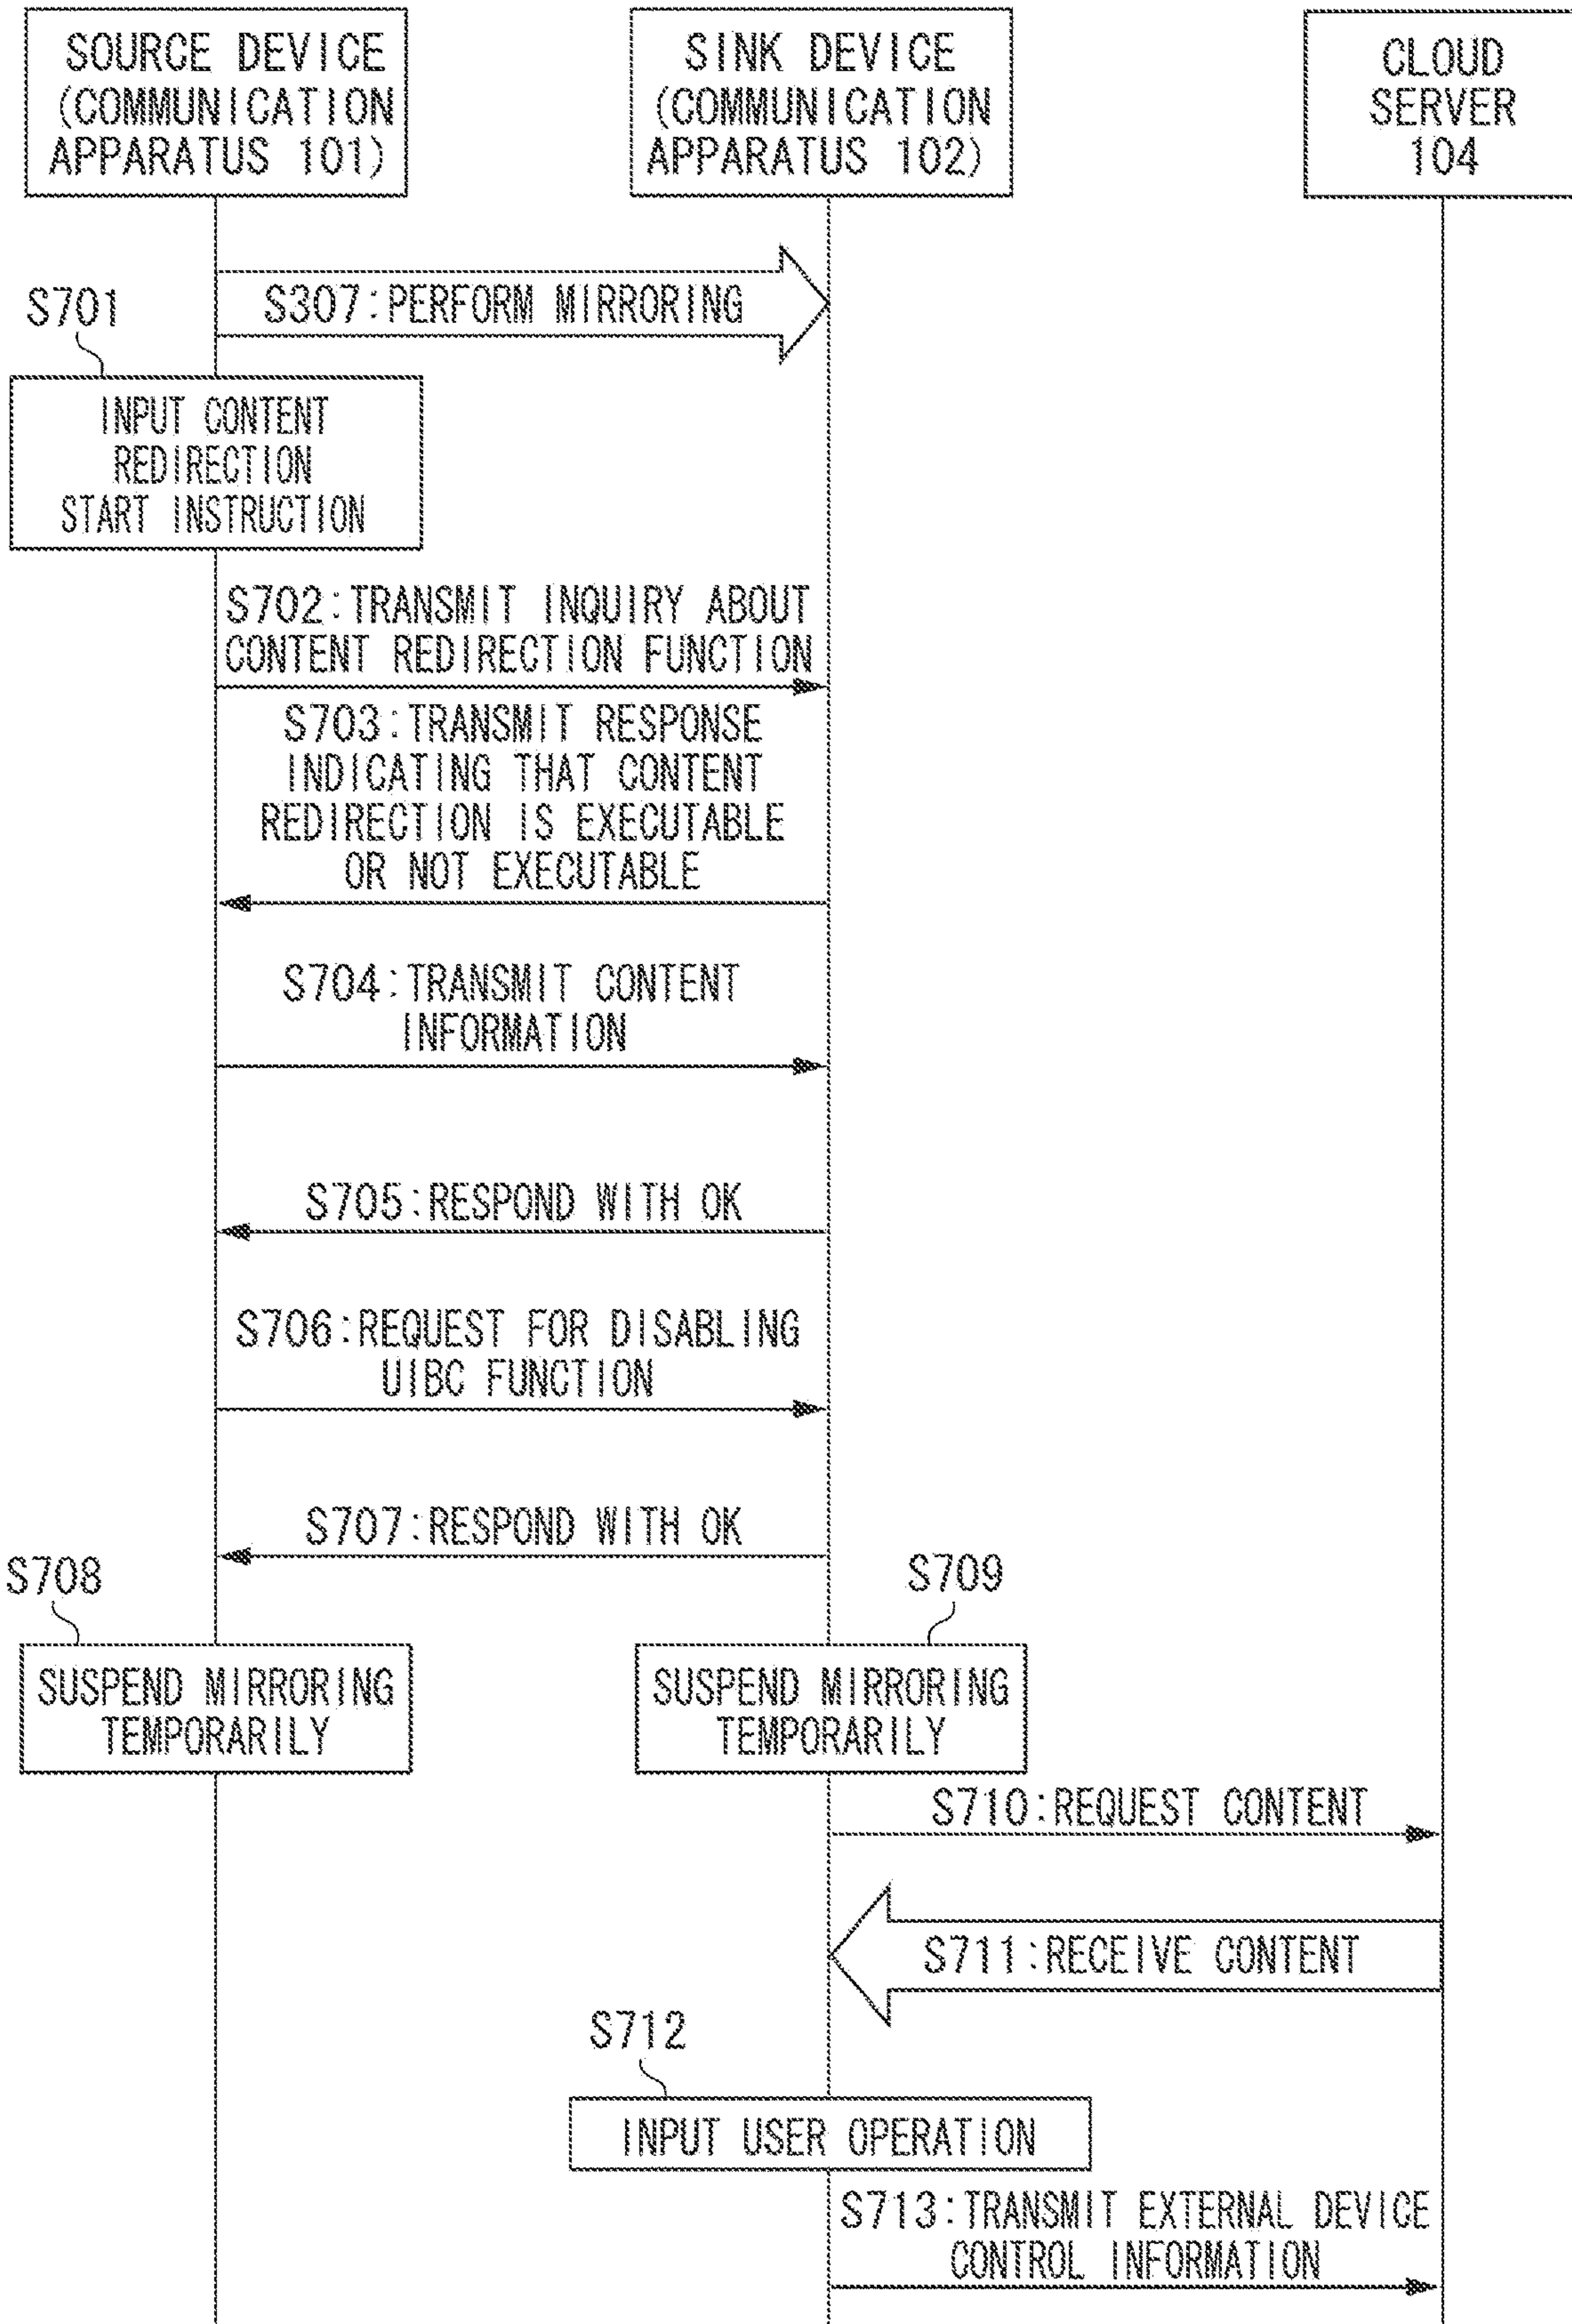 SOURCE DEVICE
(COMMUNICATION
APPARATUS 101)
SINK DEVICE
(COMMUNICATION
APPARATUS 102)
CLOUD
SERVER
104
S307:PERFORM MIRRORING
S701
INPUT CONTENT
REDIRECTION
START INSTRUCTION
S702:TRANSMIT INQUIRY ABOUT
CONTENT REDIRECTION FUNCTION
S703:TRANSMIT RESPONSE
INDICATING THAT CONTENT
REDIRECTION IS EXECUTABLE
OR NOT EXECUTABLE
S704:TRANSMIT CONTENT
INFORMATION
S705:RESPOND WITH OK
S706:REQUEST FOR DISABLING
UIBC FUNCTION
S707:RESPOND WITH OK
S708
SUSPEND MIRRORING
TEMPORARILY
S709
SUSPEND MIRRORING
TEMPORARILY
S710:REQUEST CONTENT
S711:RECEIVE CONTENT
S712
INPUT USER OPERATION
S713:TRANSMIT EXTERNAL DEVICE
CONTROL INFORMATION